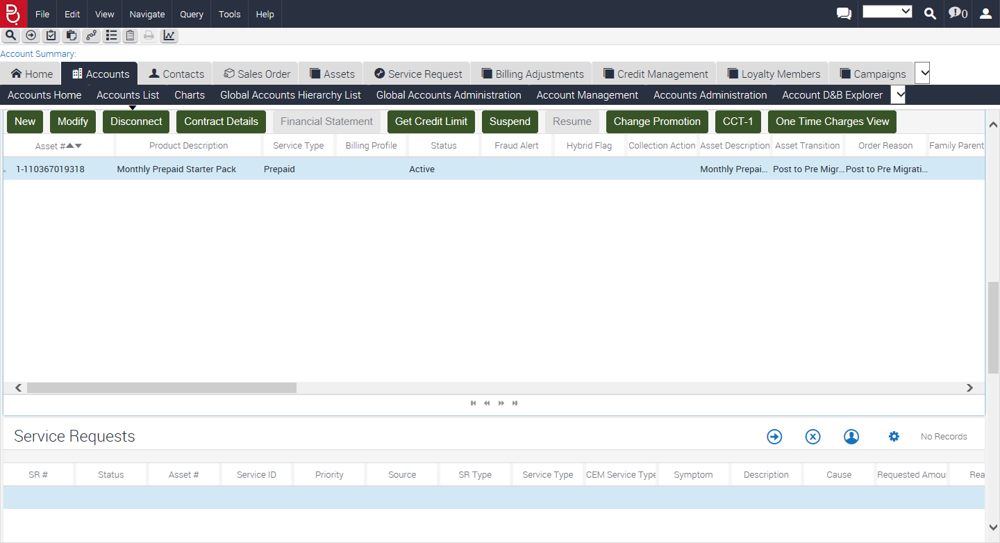 File Edit View Navigate Query Tools Help 0
Account Summary:
Home Accounts Contacts Sales Order Assets Service Request Billing Adjustments Credit Management Loyalty Members Campaigns
Accounts Home Accounts List Charts Global Accounts Hierarchy List Global Accounts Administration Account Management Accounts Administration Account D&B Explorer
New Modify Disconnect Contract Details Financial Statement Get Credit Limit Suspend Resume Change Promotion CCT-1 One Time Charges View
Asset # Product Description Service Type Billing Profile Status Fraud Alert Hybrid Flag Collection Action Asset Description Asset Transition Order Reason Family Parent
1-110367019318 Monthly Prepaid Starter Pack Prepaid Active Monthly Prepai... Post to Pre Migr... Post to Pre Migrati...
Service Requests No Records
SR # Status Asset # Service ID Priority Source SR Type Service Type CEM Service Type Symptom Description Cause Requested Amou Rea